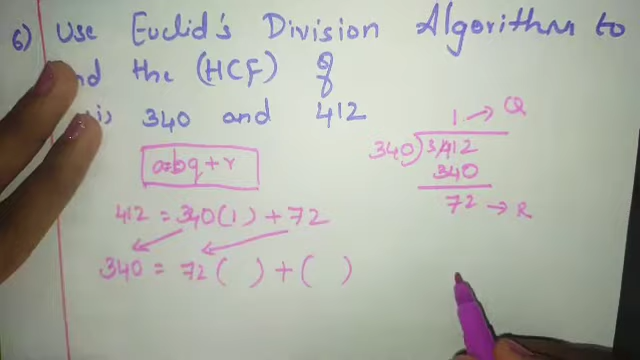 6) Use Euclid's Division Algorithm to
find the (HCF) of
340 and 412
a=bq+r
412 = 340(1) + 72
340 = 72( ) + ( )
1 → Q
340)412
340
72 → R